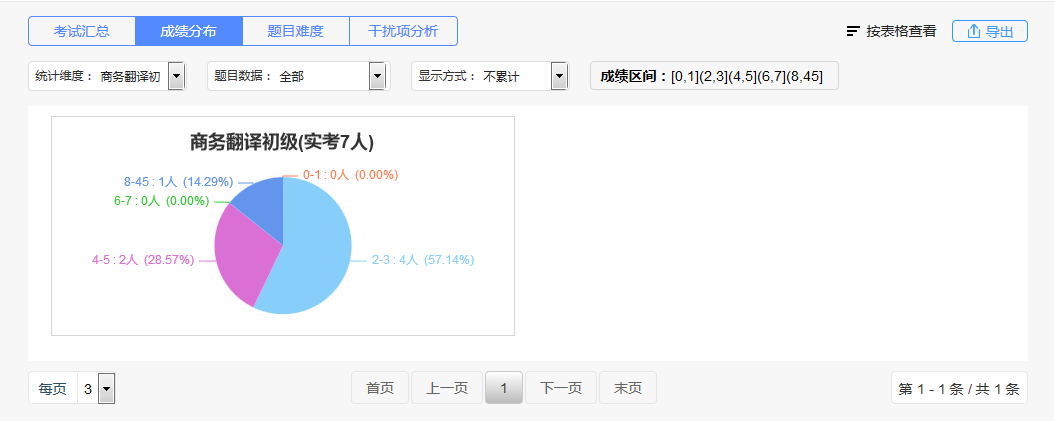 考试汇总 成绩分布 题目难度 干扰项分析 按表格查看 导出
统计维度： 商务翻译初 题目数据： 全部 显示方式： 不累计 成绩区间：[0,1](2,3](4,5](6,7](8,45]
商务翻译初级(实考7人)
0-1 : 0人 (0.00%)
8-45 : 1人 (14.29%)
6-7 : 0人 (0.00%)
4-5 : 2人 (28.57%) 2-3 : 4人 (57.14%)
每页 3 首页 上一页 1 下一页 末页 第 1 - 1 条 / 共 1 条